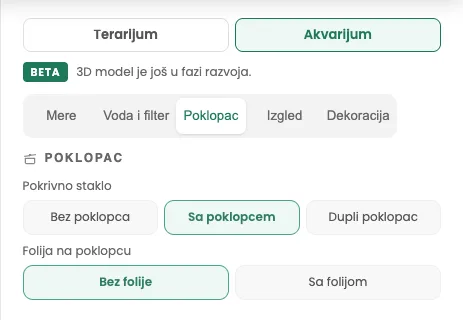 Terarijum Akvarijum
BETA 3D model je još u fazi razvoja.
Mere Voda i filter Poklopac Izgled Dekoracija
POKLOPAC
Pokrivno staklo
Bez poklopca Sa poklopcem Dupli poklopac
Folija na poklopcu
Bez folije Sa folijom